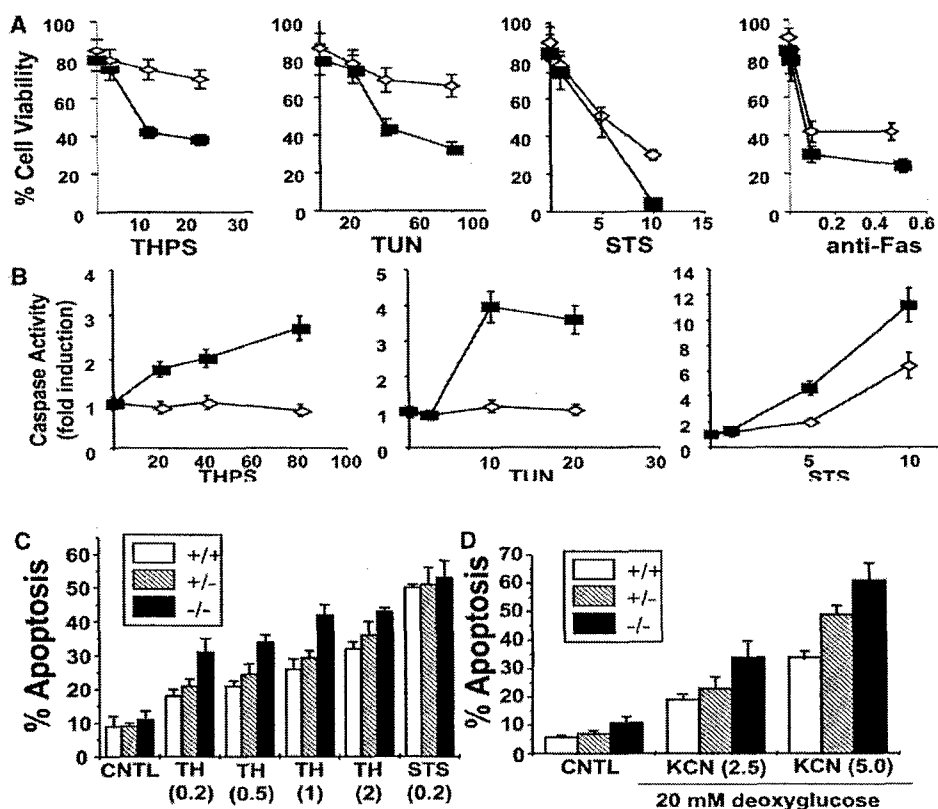 A
% Cell Viability
100
80
60
40
20
0
10 20 30
THPS
100
80
60
40
20
0
20 40 60 80 100
TUN
100
80
60
40
20
0
5 10 15
STS
100
80
60
40
20
0
0.2 0.4 0.6
anti-Fas
B
Caspase Activity
(fold induction)
4
3
2
1
0
20 40 60 80 100
THPS
5
4
3
2
1
0
10 20 30
TUN
14
12
10
8
6
4
2
0
5 10
STS
C
% Apoptosis
60
50
40
30
20
10
0
+/+
+/-
-/-
CNTL TH TH TH TH STS
(0.2) (0.5) (1) (2) (0.2)
D
% Apoptosis
70
60
50
40
30
20
10
0
+/+
+/-
-/-
CNTL KCN (2.5) KCN (5.0)
20 mM deoxyglucose